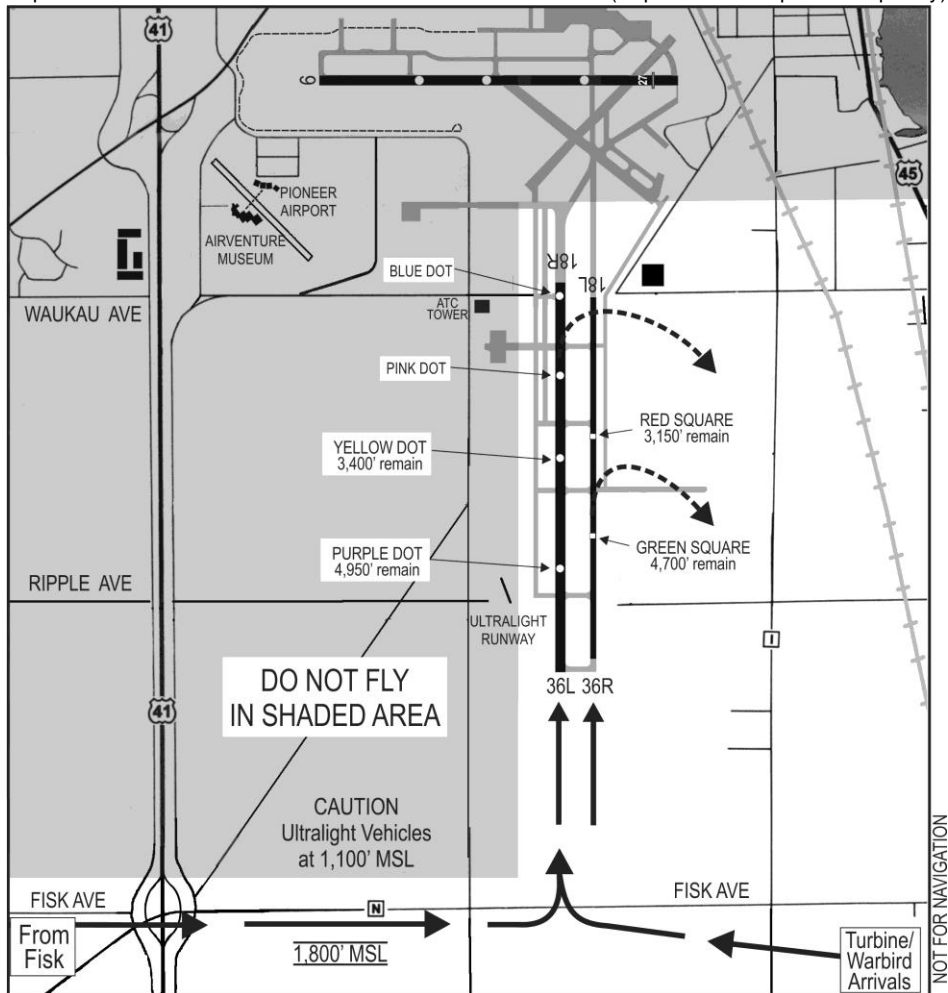 41
9
27
45
PIONEER
AIRPORT
AIRVENTURE
MUSEUM
BLUE DOT
18R
18L
WAUKAU AVE
ATC
TOWER
PINK DOT
RED SQUARE
3,150' remain
YELLOW DOT
3,400' remain
PURPLE DOT
4,950' remain
GREEN SQUARE
4,700' remain
RIPPLE AVE
ULTRALIGHT
RUNWAY
I
DO NOT FLY
IN SHADED AREA
36L 36R
41
CAUTION
Ultralight Vehicles
at 1,100' MSL
FISK AVE
N
FISK AVE
From
Fisk
1,800' MSL
Turbine/
Warbird
Arrivals
NOT FOR NAVIGATION